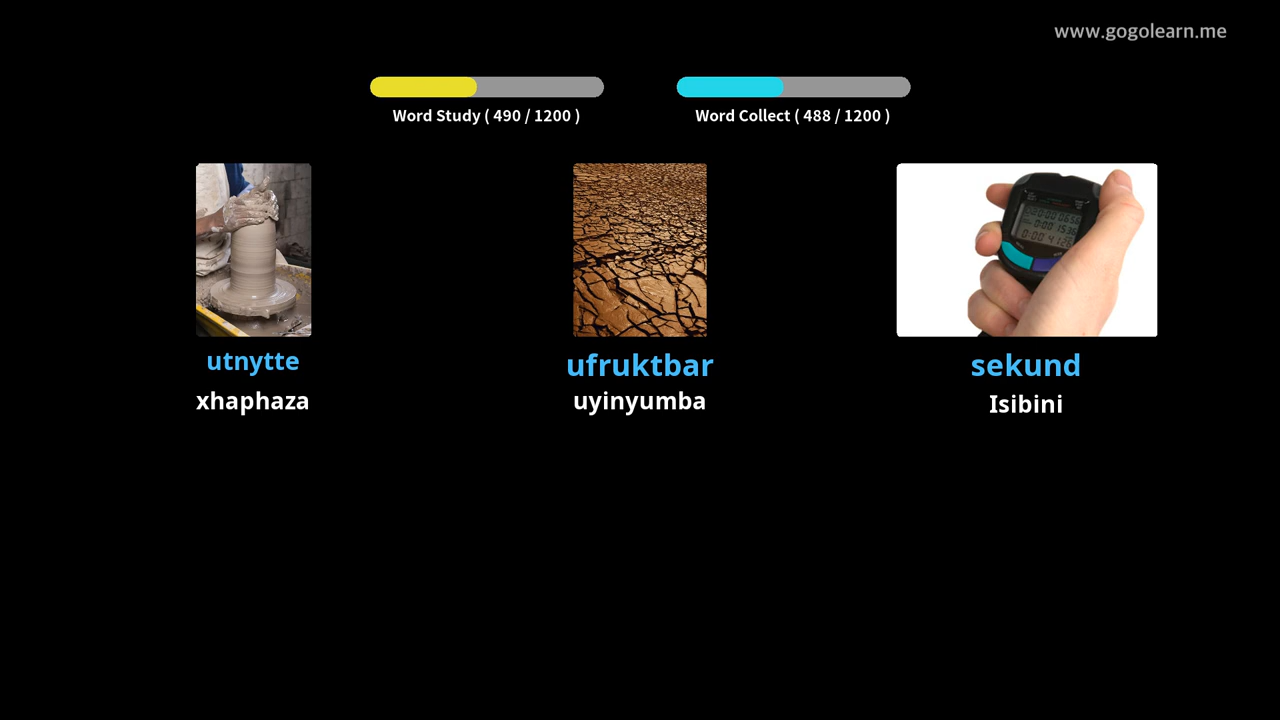 www.gogolearn.me
Word Study ( 490 / 1200 )
Word Collect ( 488 / 1200 )
utnytte
xhaphaza
ufruktbar
uyinyumba
sekund
Isibini